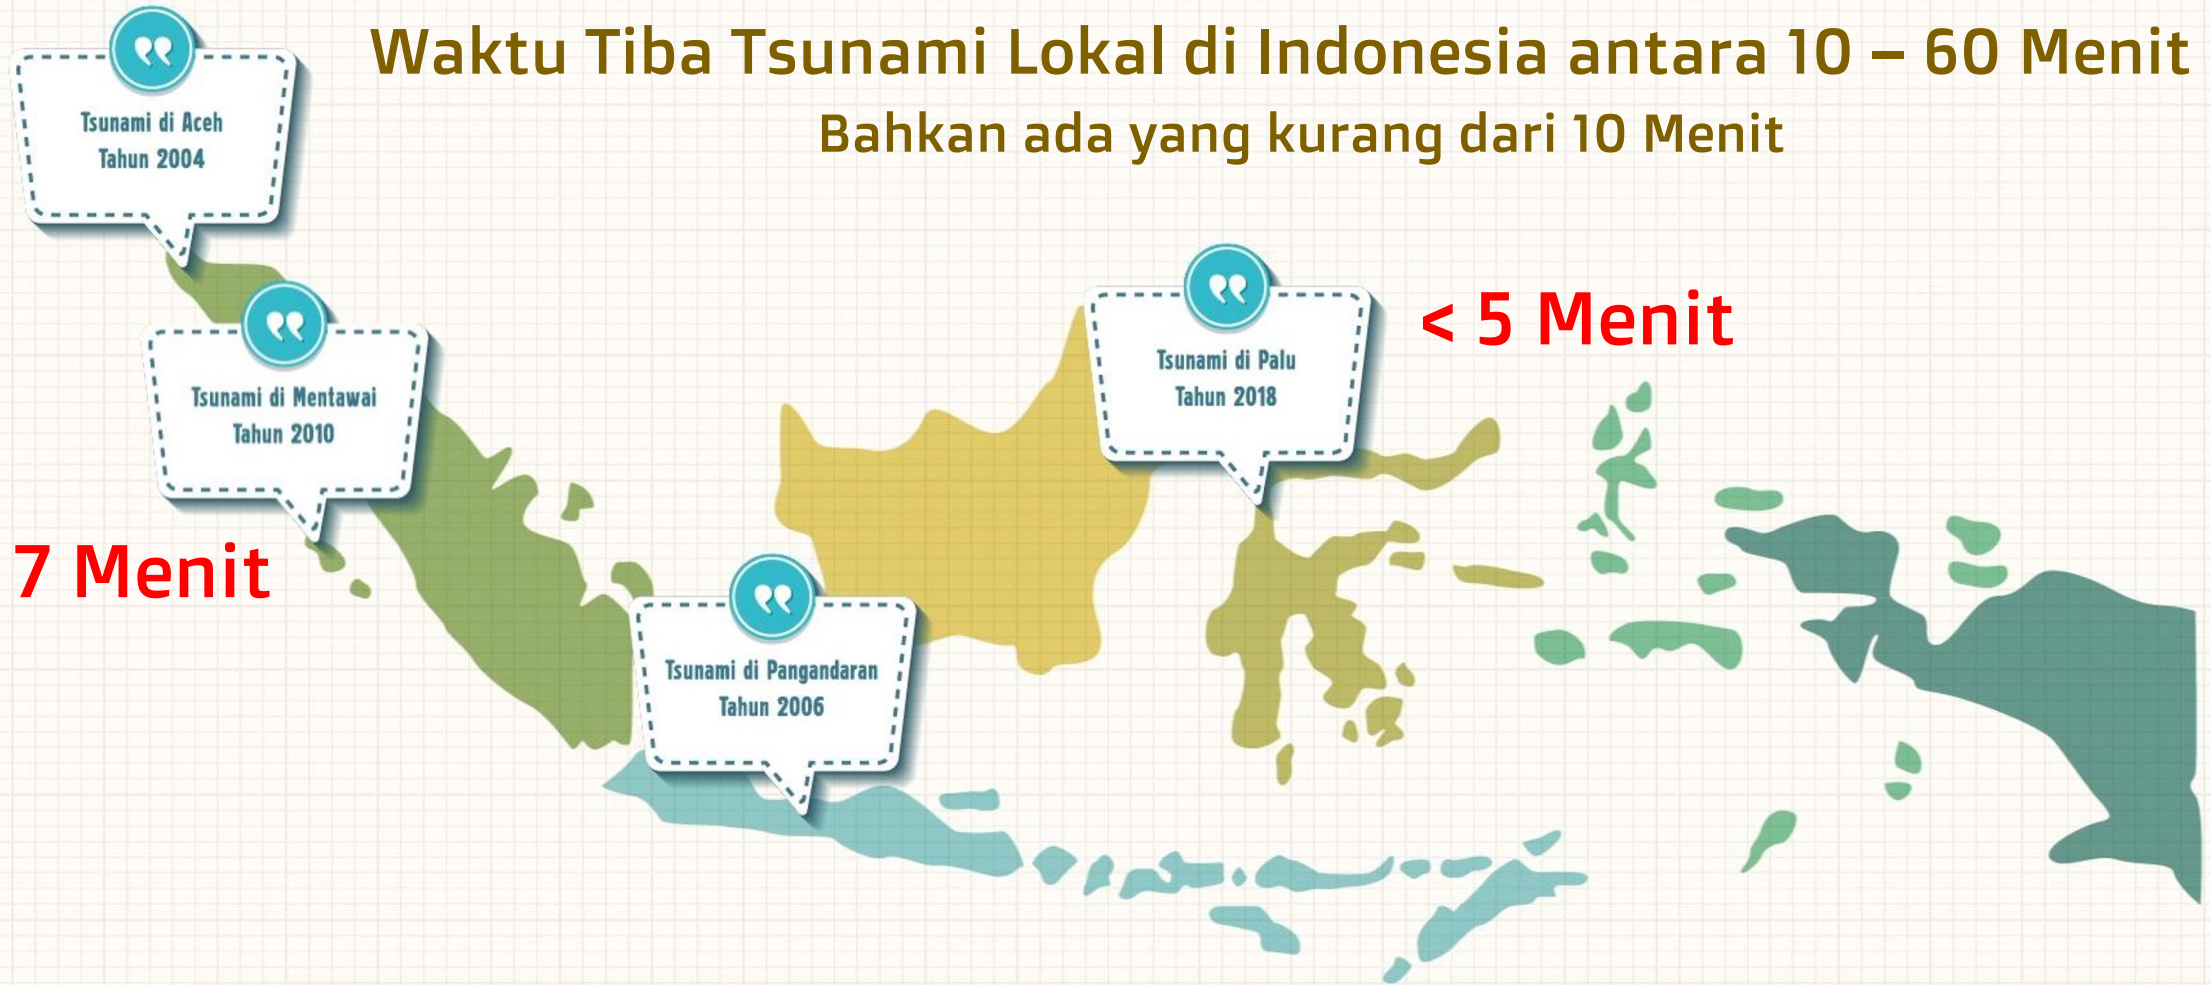 Waktu Tiba Tsunami Lokal di Indonesia antara 10 – 60 Menit
Bahkan ada yang kurang dari 10 Menit
Tsunami di Aceh
Tahun 2004
Tsunami di Mentawai
Tahun 2010
7 Menit
Tsunami di Palu
Tahun 2018
< 5 Menit
Tsunami di Pangandaran
Tahun 2006